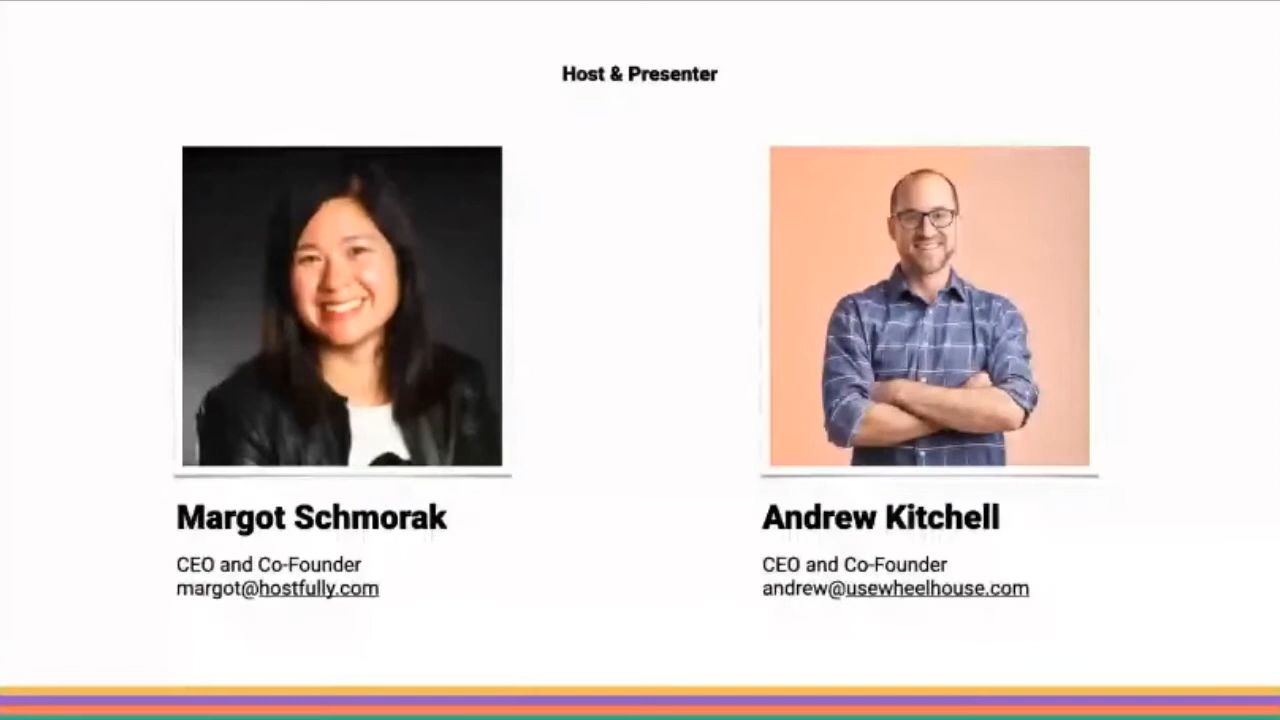 Host & Presenter
Margot Schmorak
CEO and Co-Founder
margot@hostfully.com
Andrew Kitchell
CEO and Co-Founder
andrew@usewheelhouse.com